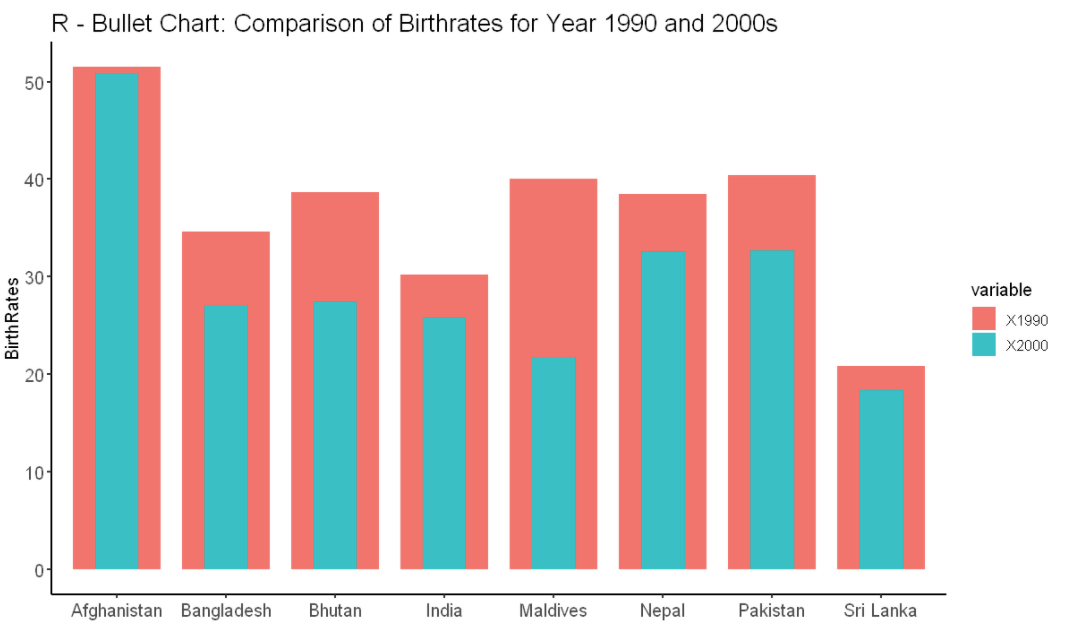 R - Bullet Chart: Comparison of Birthrates for Year 1990 and 2000s
50
40
30
20
10
0
BirthRates
Afghanistan Bangladesh Bhutan India Maldives Nepal Pakistan Sri Lanka
variable
X1990
X2000